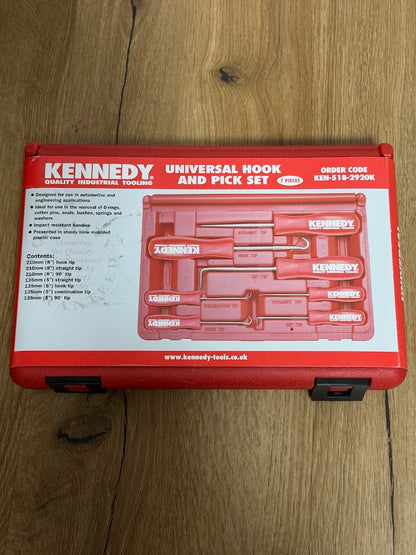 KENNEDY®
QUALITY INDUSTRIAL TOOLING
UNIVERSAL HOOK
AND PICK SET
7 PIECES
ORDER CODE
KEN-518-2920K
• Designed for use in automotive and
engineering applications
• Ideal for use in the removal of O-rings,
cotter pins, seals, bushes, springs and
washers
• Impact resistant handles
• Presented in sturdy blow moulded
plastic case
Contents:
210mm (8") hook tip
210mm (8") straight tip
210mm (8") 90° tip
135mm (5") straight tip
135mm (5") hook tip
135mm (5") combination tip
135mm (5") 90° tip
KENNEDY
STRAIGHT TIP
KENNEDY
HOOK TIP
KENNEDY
90° TIP
KENNEDY
COMBINATION TIP
STRAIGHT TIP
KENNEDY
KENNEDY
HOOK TIP
90° TIP
KENNEDY
www.kennedy-tools.co.uk